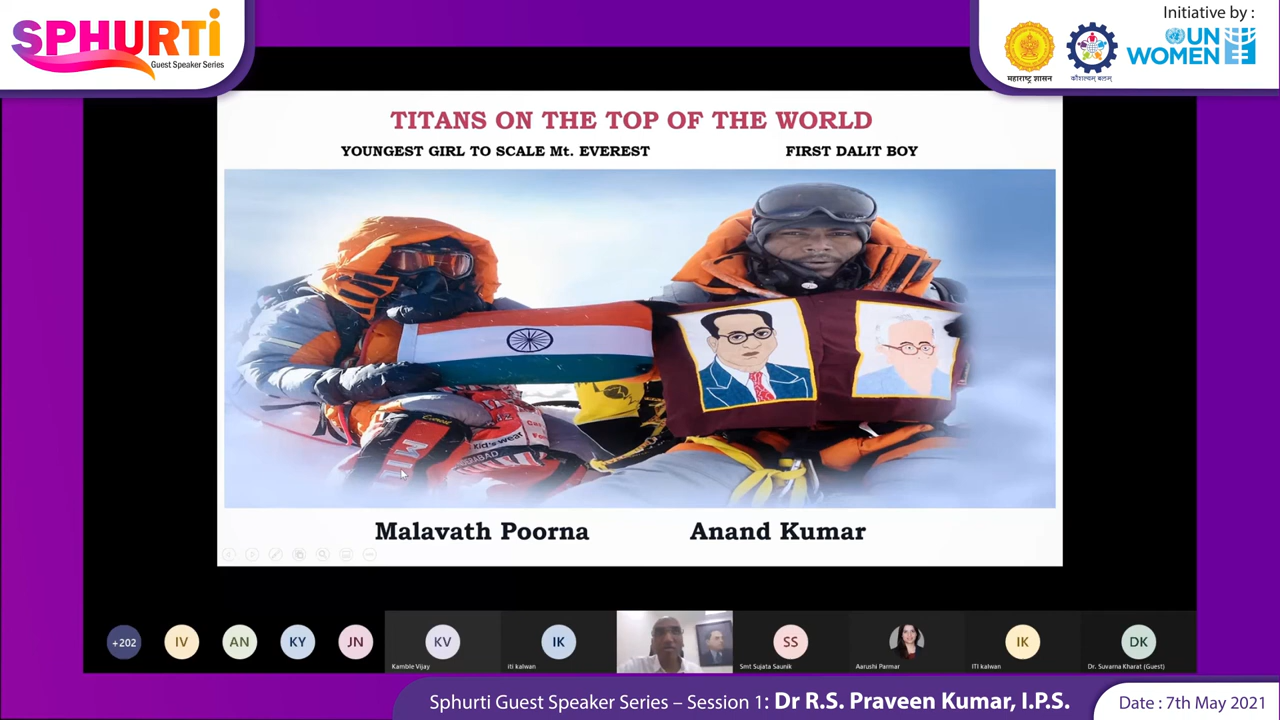 SPHURTI
Guest Speaker Series
Initiative by :
महाराष्ट्र शासन
कौशल्यम् बलम्
UN
WOMEN
TITANS ON THE TOP OF THE WORLD
YOUNGEST GIRL TO SCALE Mt. EVEREST
FIRST DALIT BOY
Kid's wear
Malavath Poorna
Anand Kumar
+202
IV
AN
KY
JN
KV
Kamble Vijay
IK
iti kalwan
SS
Smt Sujata Saunik
Aarushi Parmar
IK
ITI kalwan
DK
Dr. Suvarna Kharat (Guest)
Sphurti Guest Speaker Series – Session 1: Dr R.S. Praveen Kumar, I.P.S.
Date : 7th May 2021